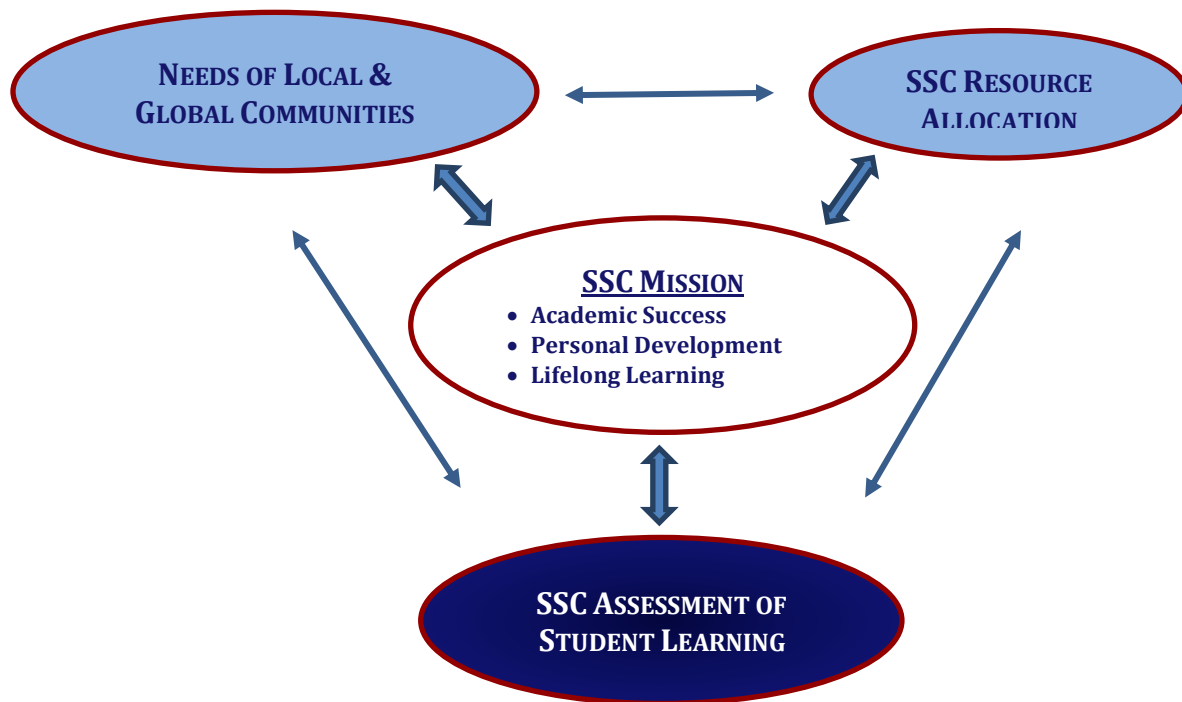 NEEDS OF LOCAL &
GLOBAL COMMUNITIES
SSC RESOURCE
ALLOCATION
SSC MISSION
• Academic Success
• Personal Development
• Lifelong Learning
SSC ASSESSMENT OF
STUDENT LEARNING